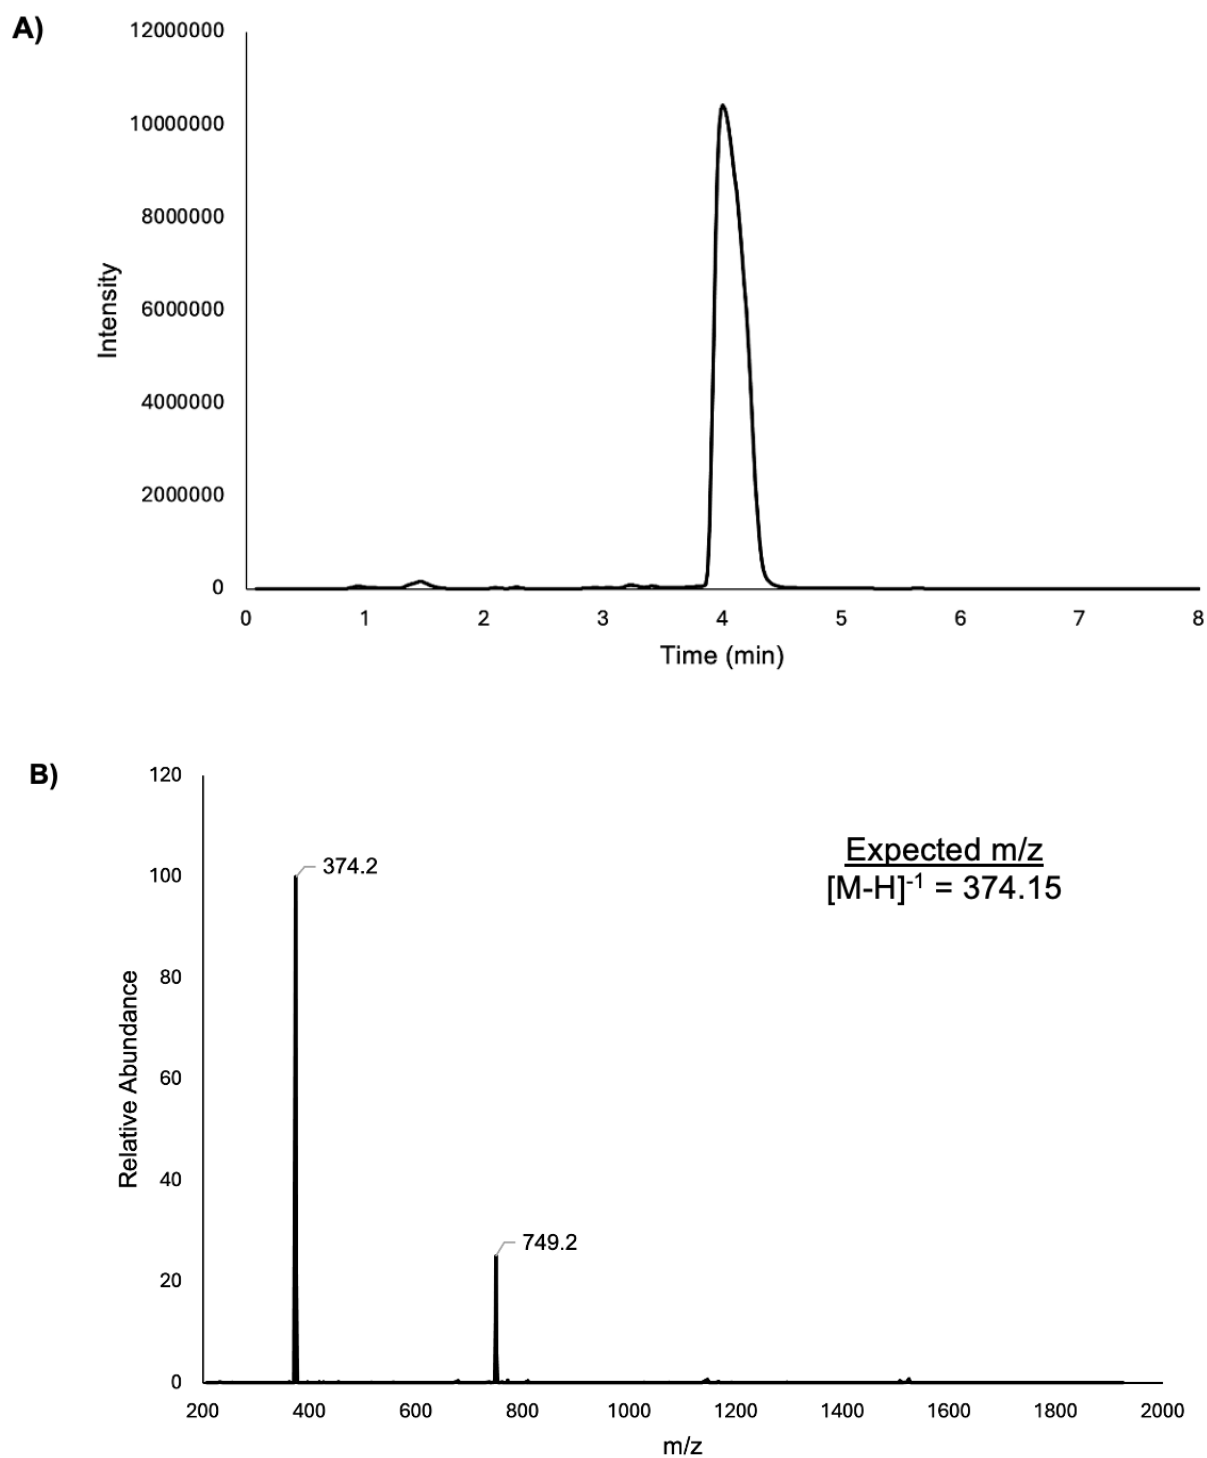 A)
12000000
10000000
8000000
6000000
4000000
2000000
0
Intensity
0 1 2 3 4 5 6 7 8
Time (min)
B)
120
100
80
60
40
20
0
Relative Abundance
374.2
749.2
Expected m/z
[M-H]-1 = 374.15
200 400 600 800 1000 1200 1400 1600 1800 2000
m/z